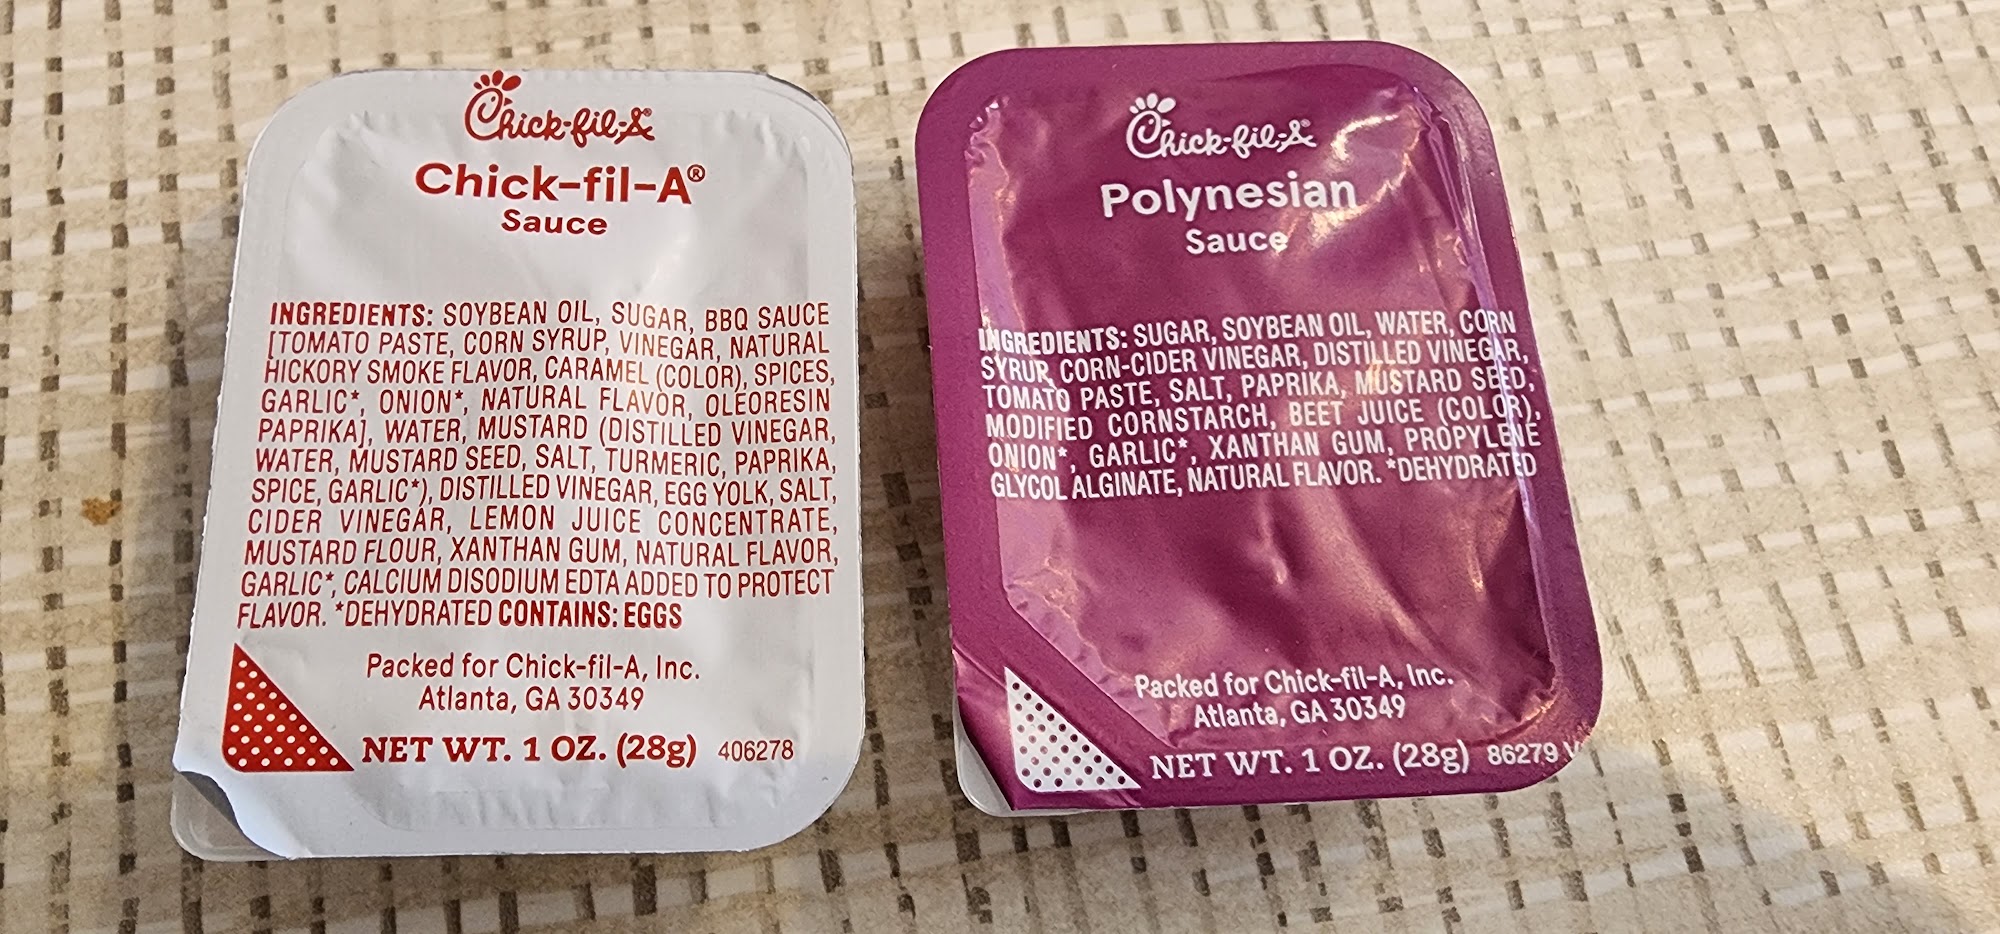 Chick-fil-A®
Chick-fil-A®
Sauce
INGREDIENTS: SOYBEAN OIL, SUGAR, BBQ SAUCE
[TOMATO PASTE, CORN SYRUP, VINEGAR, NATURAL
HICKORY SMOKE FLAVOR, CARAMEL (COLOR), SPICES,
GARLIC*, ONION*, NATURAL FLAVOR, OLEORESIN
PAPRIKA], WATER, MUSTARD (DISTILLED VINEGAR,
WATER, MUSTARD SEED, SALT, TURMERIC, PAPRIKA,
SPICE, GARLIC*), DISTILLED VINEGAR, EGG YOLK, SALT,
CIDER VINEGAR, LEMON JUICE CONCENTRATE,
MUSTARD FLOUR, XANTHAN GUM, NATURAL FLAVOR,
GARLIC*, CALCIUM DISODIUM EDTA ADDED TO PROTECT
FLAVOR. *DEHYDRATED CONTAINS: EGGS
Packed for Chick-fil-A, Inc.
Atlanta, GA 30349
NET WT. 1 OZ. (28g) 406278
Chick-fil-A®
Polynesian
Sauce
INGREDIENTS: SUGAR, SOYBEAN OIL, WATER, CORN
SYRUP, CORN-CIDER VINEGAR, DISTILLED VINEGAR,
TOMATO PASTE, SALT, PAPRIKA, MUSTARD SEED,
MODIFIED CORNSTARCH, BEET JUICE (COLOR),
ONION*, GARLIC*, XANTHAN GUM, PROPYLENE
GLYCOL ALGINATE, NATURAL FLAVOR. *DEHYDRATED
Packed for Chick-fil-A, Inc.
Atlanta, GA 30349
NET WT. 1 OZ. (28g) 86279 V